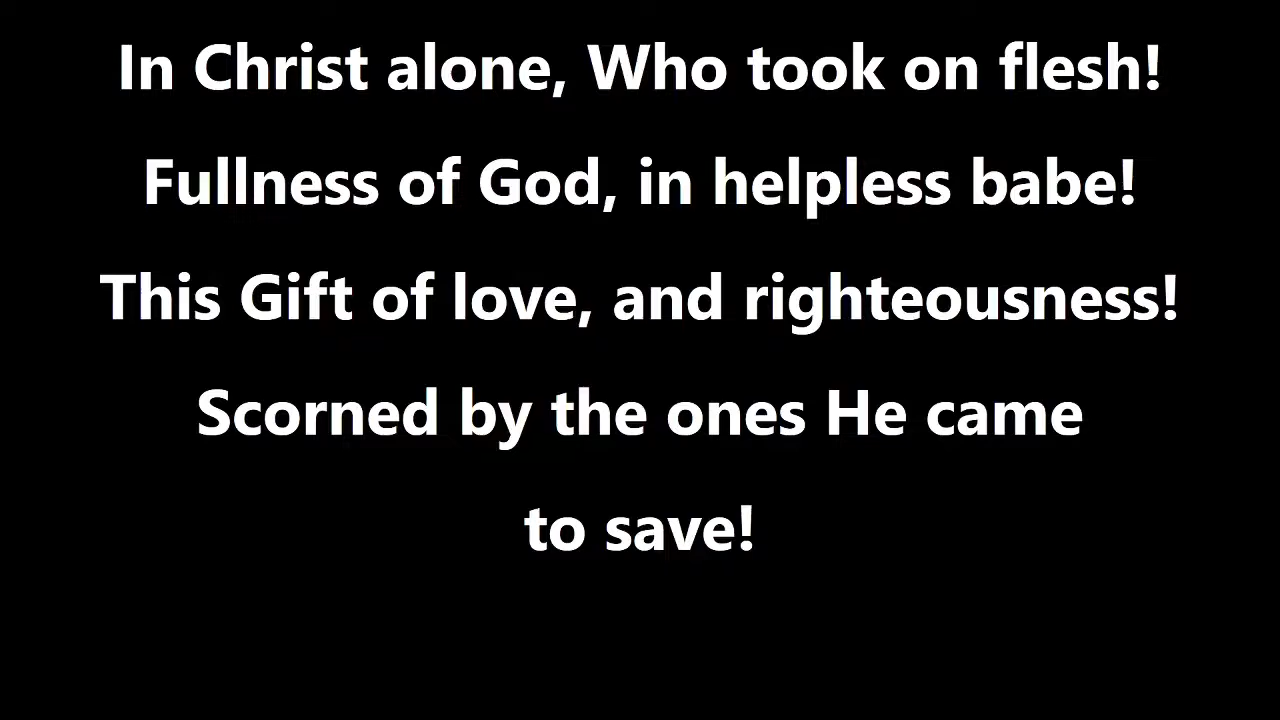 In Christ alone, Who took on flesh!
Fullness of God, in helpless babe!
This Gift of love, and righteousness!
Scorned by the ones He came
to save!